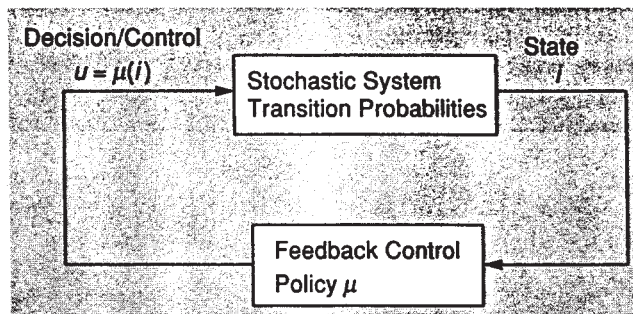 Decision/Control
u = μ(i)
Stochastic System
Transition Probabilities
State
i
Feedback Control
Policy μ